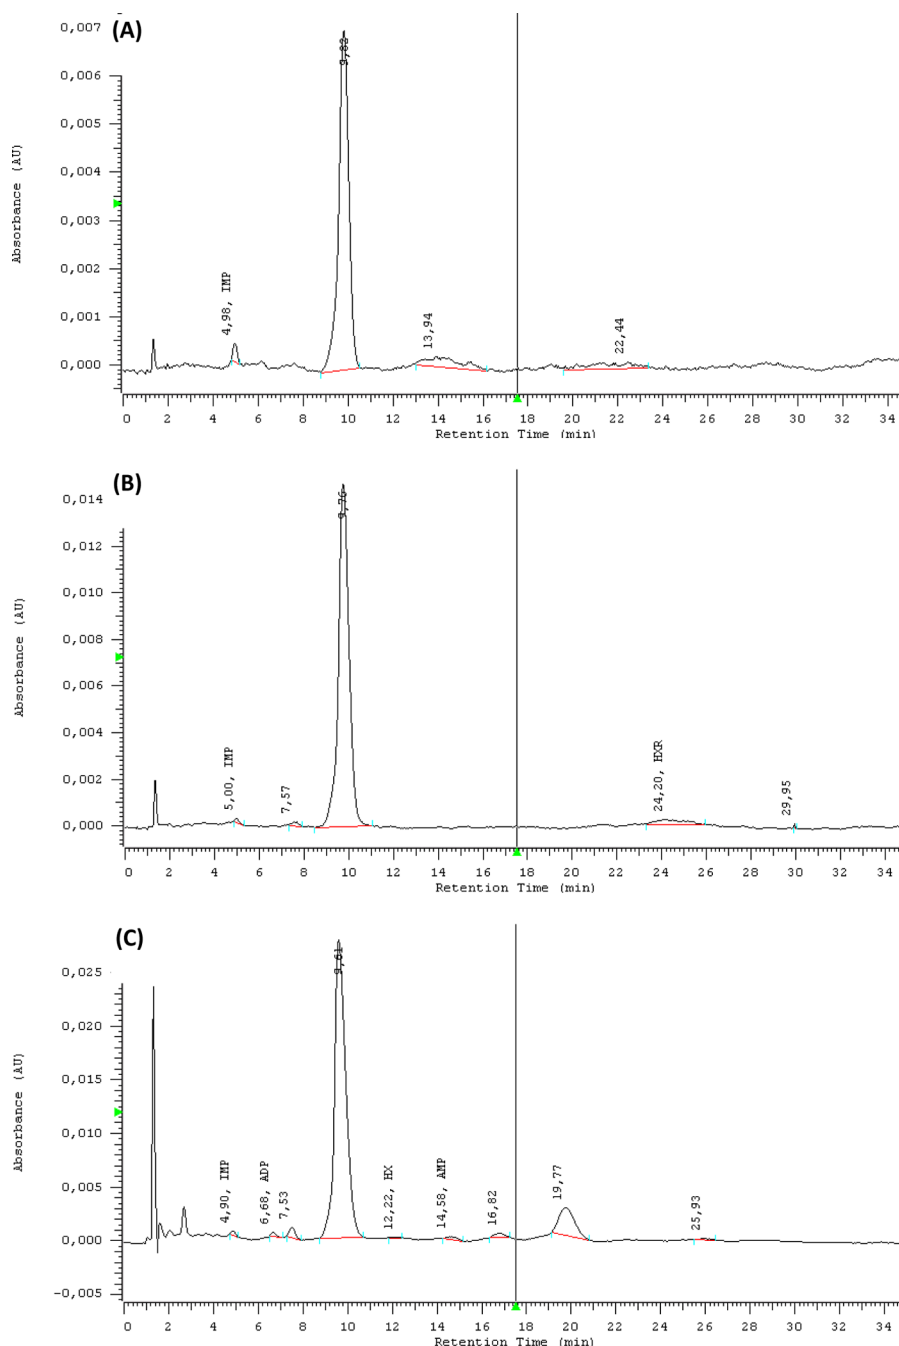 (A)
0,007
0,006
0,005
0,004
0,003
0,002
0,001
0,000
Absorbance (AU)
4,98, IMP
9,83
13,94
22,44
0 2 4 6 8 10 12 14 16 18 20 22 24 26 28 30 32 34
Retention Time (min)
(B)
0,014
0,012
0,010
0,008
0,006
0,004
0,002
0,000
Absorbance (AU)
5,00, IMP
7,57
9,76
24,20, HXR
29,95
0 2 4 6 8 10 12 14 16 18 20 22 24 26 28 30 32 34
Retention Time (min)
(C)
0,025
0,020
0,015
0,010
0,005
0,000
-0,005
Absorbance (AU)
4,90, IMP
6,68, ADP
7,53
9,61
12,22, HX
14,58, AMP
16,82
19,77
25,93
0 2 4 6 8 10 12 14 16 18 20 22 24 26 28 30 32 34
Retention Time (min)